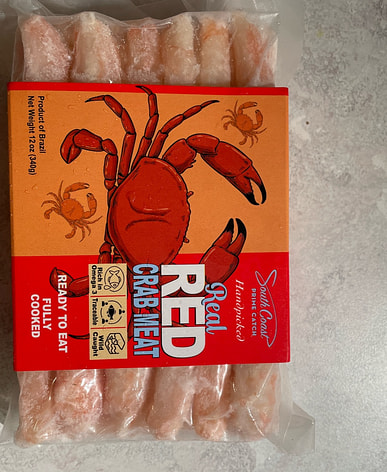 South Coast
PRIME CATCH
Handpicked
Real
RED
CRAB MEAT
Rich in
Omega 3
Traceable
Wild
Caught
READY TO EAT
FULLY
COOKED
Product of Brazil
Net Weight 12 oz (340g)